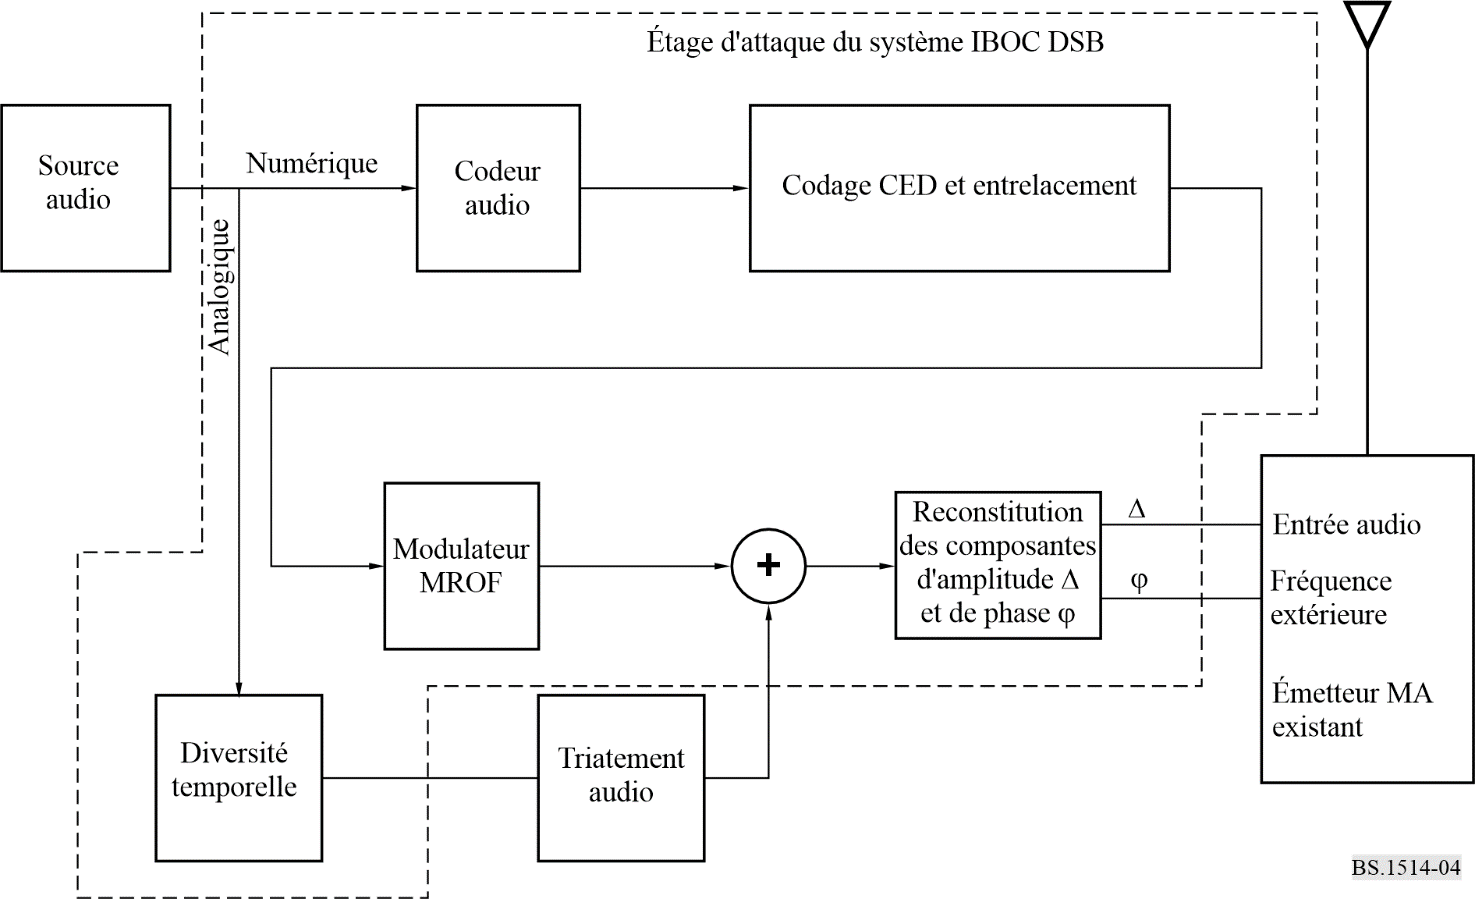 Étage d'attaque du système IBOC DSB
Source
audio
Numérique
Analogique
Codeur
audio
Codage CED et entrelacement
Modulateur
MROF
+
Reconstitution
des composantes
d'amplitude Δ
et de phase φ
Δ
φ
Entrée audio
Fréquence
extérieure
Émetteur MA
existant
Diversité
temporelle
Triatement
audio
BS.1514-04